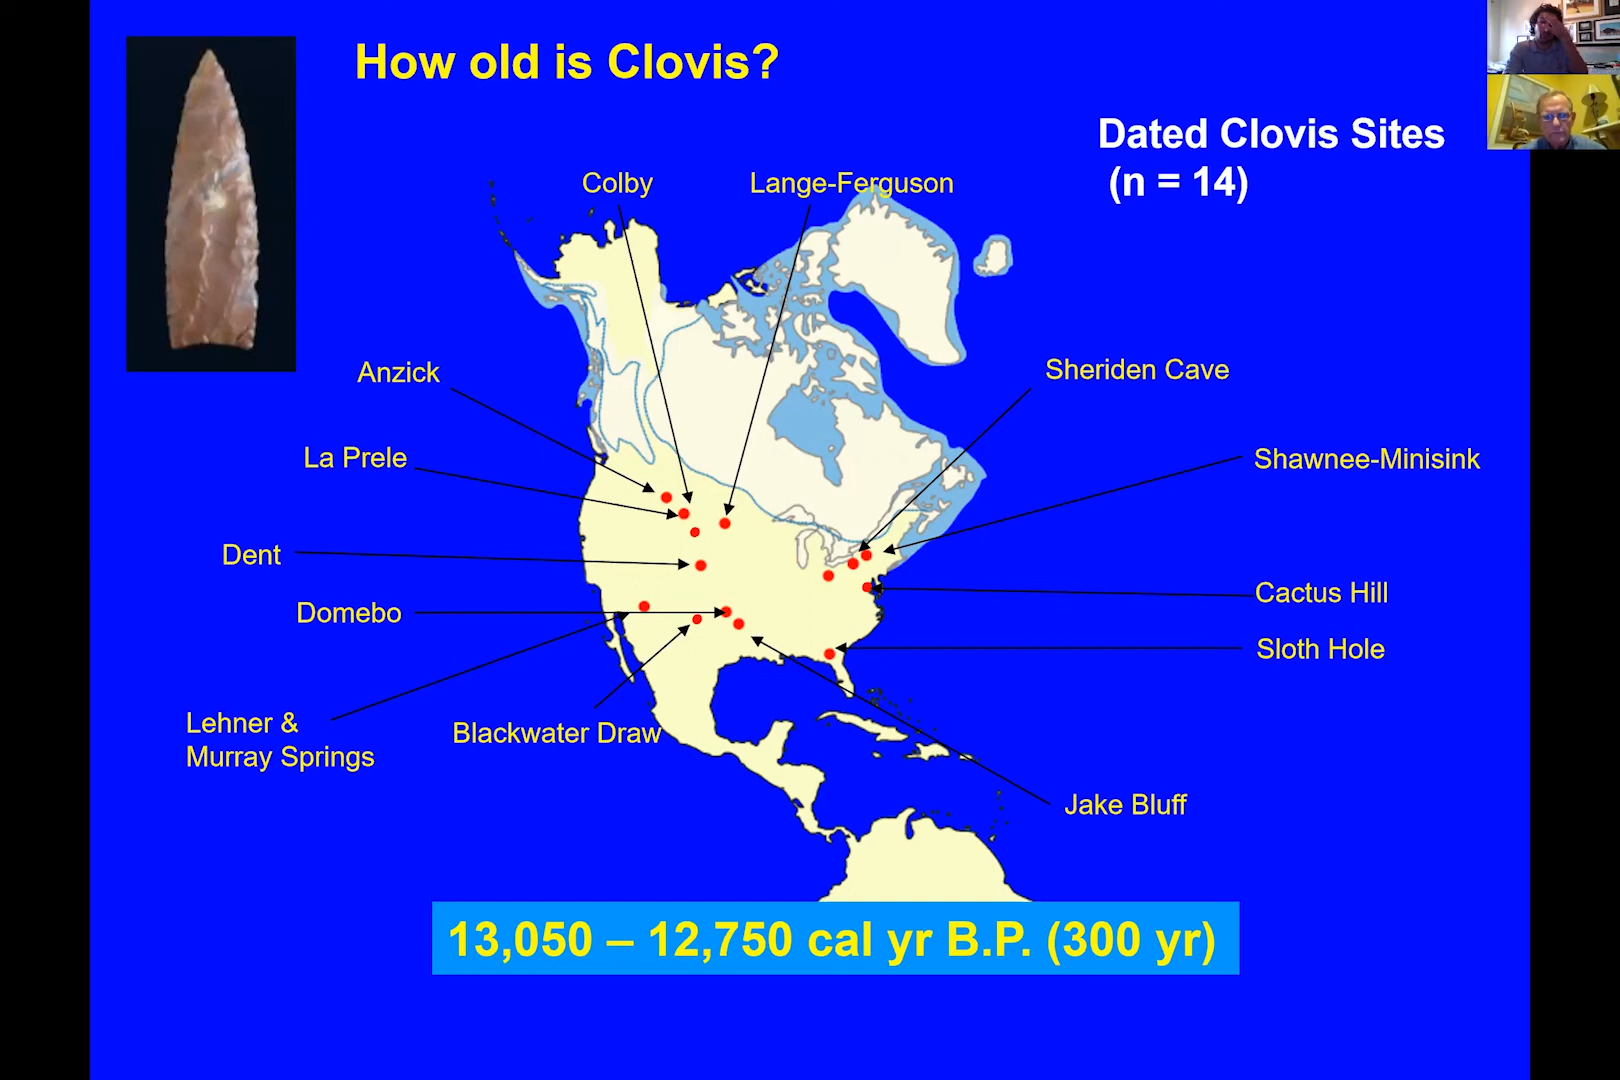 How old is Clovis?
Dated Clovis Sites
(n = 14)
Colby
Lange-Ferguson
Anzick
Sheriden Cave
La Prele
Shawnee-Minisink
Dent
Cactus Hill
Domebo
Sloth Hole
Lehner &
Murray Springs
Blackwater Draw
Jake Bluff
13,050 – 12,750 cal yr B.P. (300 yr)